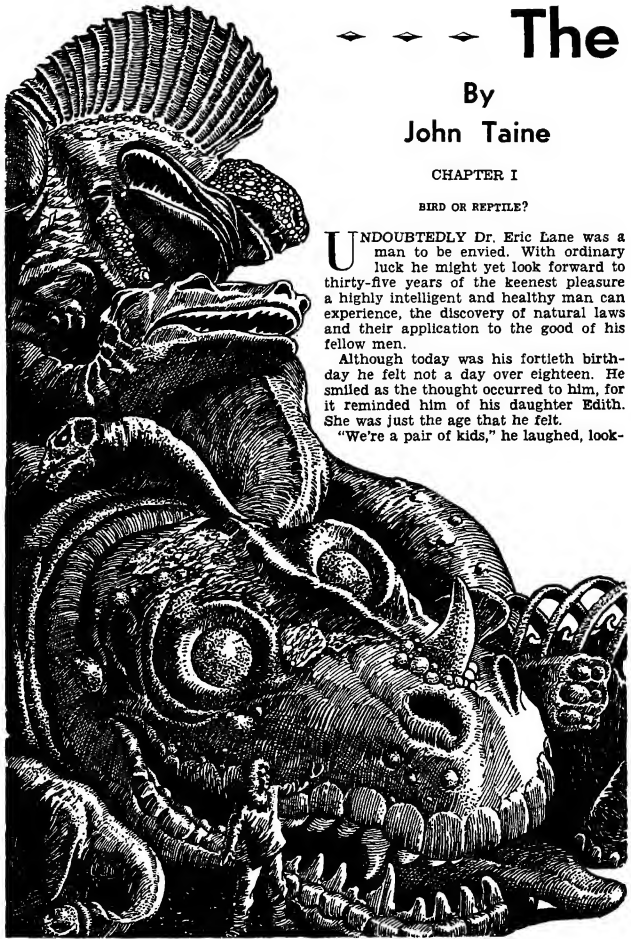 The
By
John Taine
CHAPTER I
BIRD OR REPTILE?
UNDOUBTEDLY Dr. Eric Lane was a
man to be envied. With ordinary
luck he might yet look forward to
thirty-five years of the keenest pleasure
a highly intelligent and healthy man can
experience, the discovery of natural laws
and their application to the good of his
fellow men.
Although today was his fortieth birth-
day he felt not a day over eighteen. He
smiled as the thought occurred to him, for
it reminded him of his daughter Edith.
She was just the age that he felt.
"We're a pair of kids," he laughed, look-